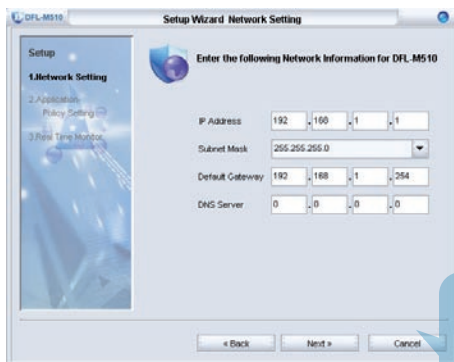 DFL-M510
Setup Wizard Network Setting
Setup
1.Network Setting
2.Application Policy Setting
3.Real Time Monitor
Enter the following Network Information for DFL-M510
IP Address 192 . 168 . 1 . 1
Subnet Mask 255.255.255.0
Default Gateway 192 . 168 . 1 . 254
DNS Server 0 . 0 . 0 . 0
« Back Next » Cancel